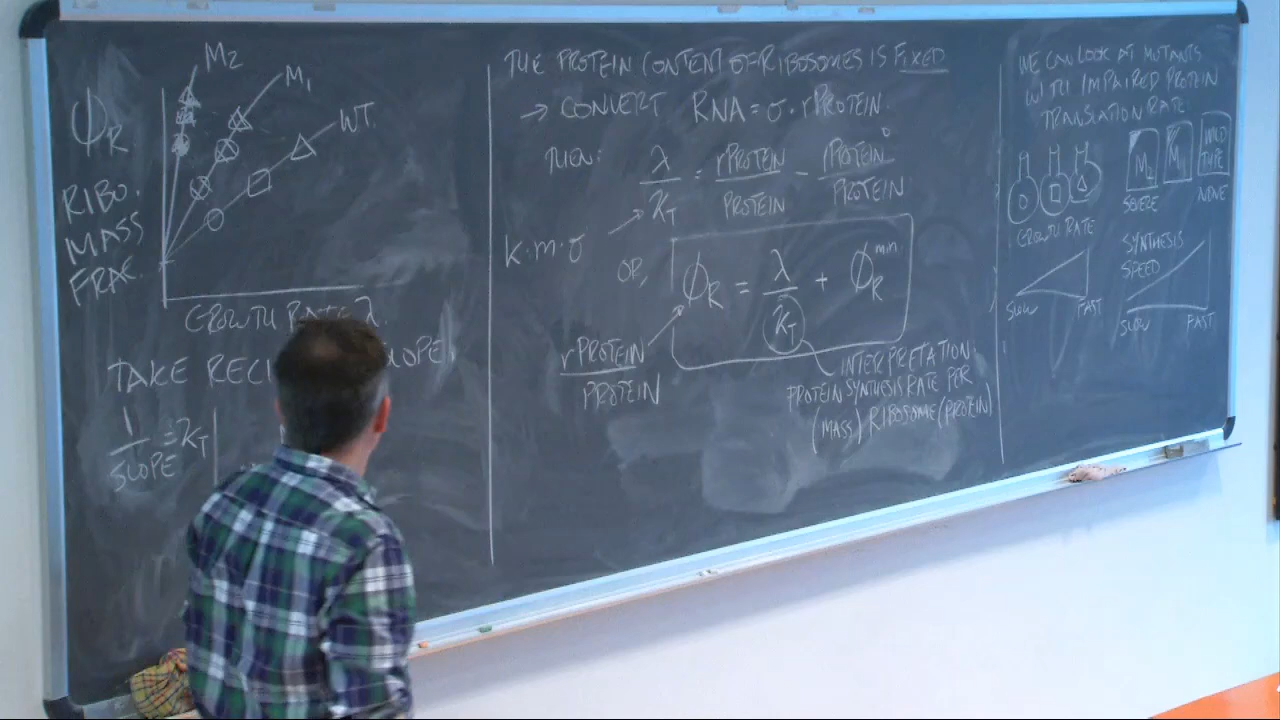 M2
M1
WT.
ϕR
RIBO.
MASS
FRAC.
GROWTH RATE λ
TAKE
SLOPE,
1/SLOPE ≡ KT
THE PROTEIN CONTENT OF RIBOSOMES IS FIXED
→ CONVERT RNA = σ · rPROTEIN.
THEN: λ/KT = rPROTEIN/PROTEIN - rPROTEIN°/PROTEIN
k·m·σ
OR, ϕR = λ/KT + ϕR min
rPROTEIN/PROTEIN
INTERPRETATION:
PROTEIN SYNTHESIS RATE PER
(MASS) RIBOSOME (PROTEIN)
WE CAN LOOK AT MUTANTS
WITH IMPAIRED PROTEIN
TRANSLATION RATE
M2 M1 WILD TYPE
SEVERE NONE
GROWTH RATE
SLOW FAST
SYNTHESIS
SPEED
SLOW FAST